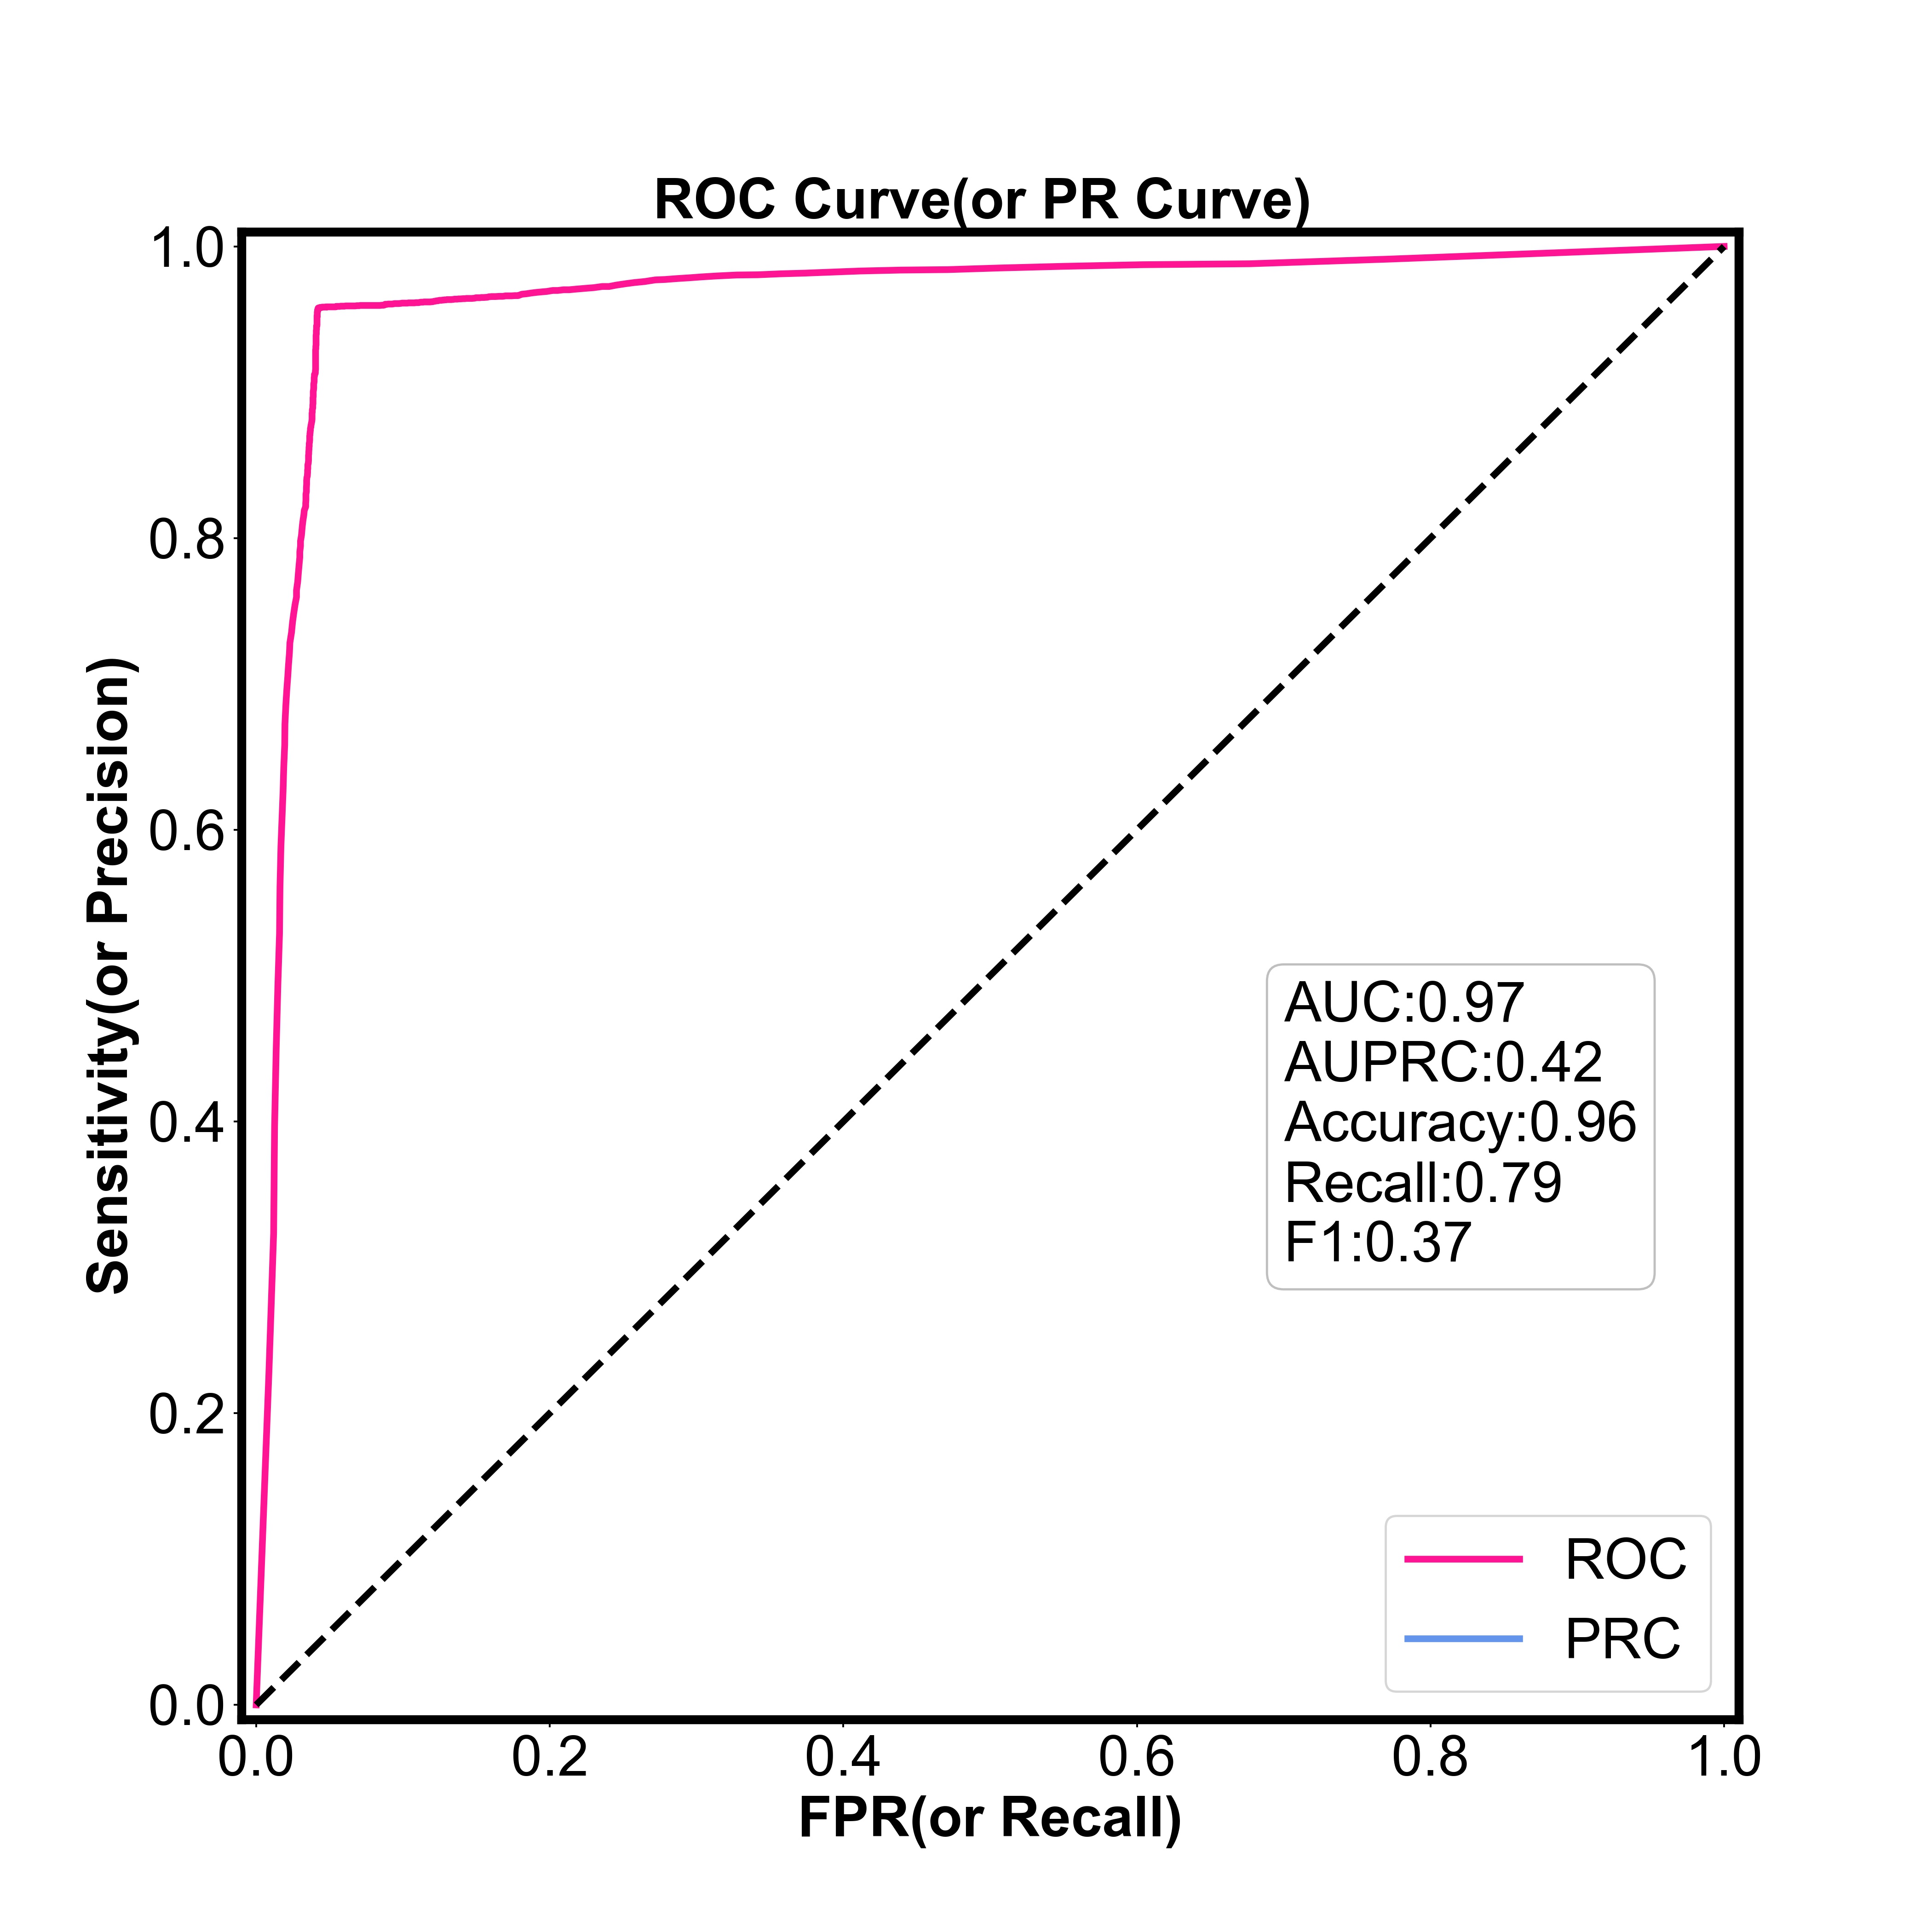 ROC Curve(or PR Curve)
1.0
0.8
0.6
0.4
0.2
0.0
Sensitivity(or Precision)
AUC:0.97
AUPRC:0.42
Accuracy:0.96
Recall:0.79
F1:0.37
ROC
PRC
0.0 0.2 0.4 0.6 0.8 1.0
FPR(or Recall)